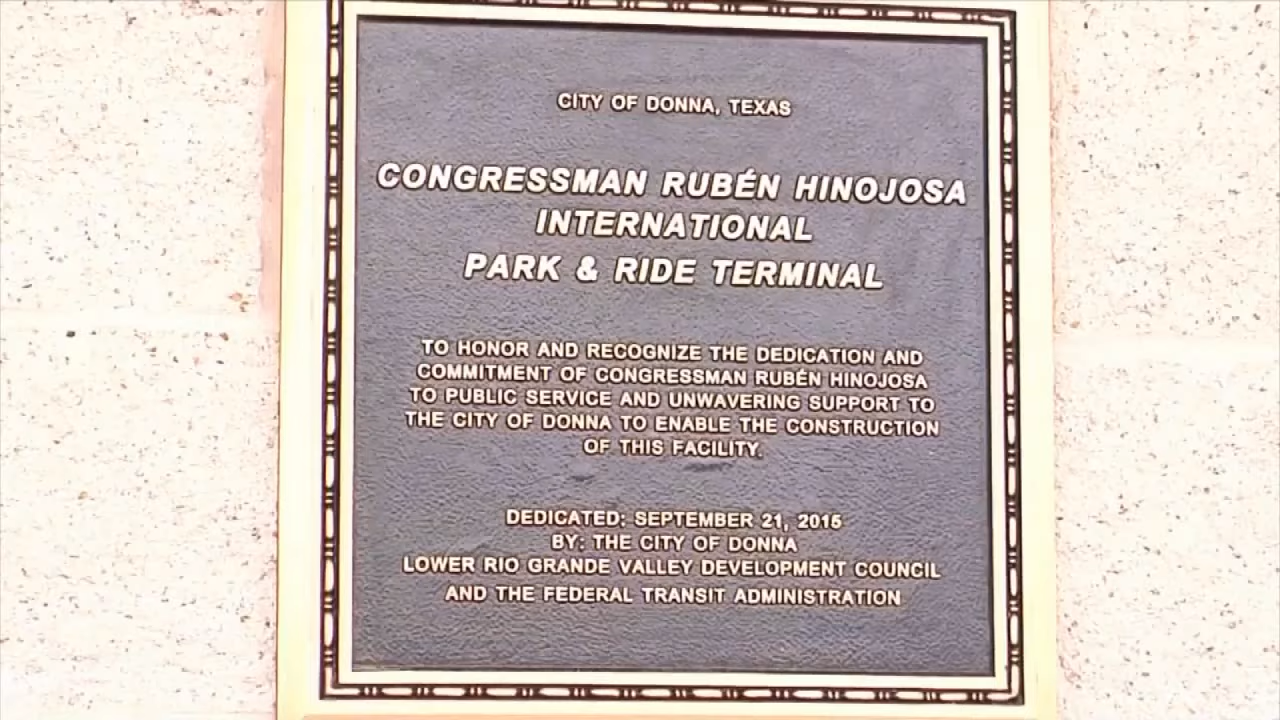 CITY OF DONNA, TEXAS
CONGRESSMAN RUBÉN HINOJOSA
INTERNATIONAL
PARK & RIDE TERMINAL
TO HONOR AND RECOGNIZE THE DEDICATION AND
COMMITMENT OF CONGRESSMAN RUBÉN HINOJOSA
TO PUBLIC SERVICE AND UNWAVERING SUPPORT TO
THE CITY OF DONNA TO ENABLE THE CONSTRUCTION
OF THIS FACILITY.
DEDICATED: SEPTEMBER 21, 2015
BY: THE CITY OF DONNA
LOWER RIO GRANDE VALLEY DEVELOPMENT COUNCIL
AND THE FEDERAL TRANSIT ADMINISTRATION